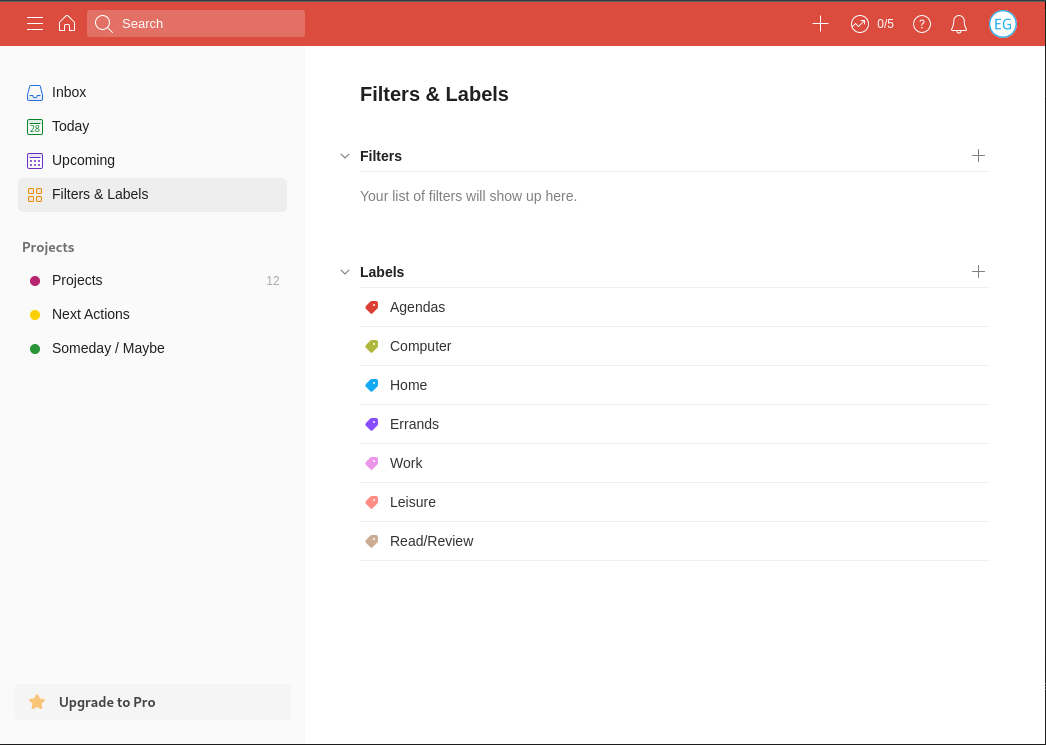 Search
0/5
EG
Inbox
28
Today
Upcoming
Filters & Labels
Projects
Projects 12
Next Actions
Someday / Maybe
Upgrade to Pro
Filters & Labels
Filters
Your list of filters will show up here.
Labels
Agendas
Computer
Home
Errands
Work
Leisure
Read/Review